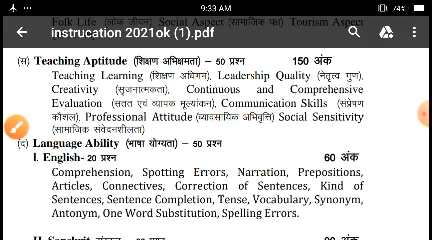 9:33 AM
74%
Folk Life (लोक जीवन) Social Aspect (सामाजिक पक्ष) Tourism Aspect
instrucation 2021ok (1).pdf
(स) Teaching Aptitude (शिक्षण अभिक्षमता) – 50 प्रश्न 150 अंक
Teaching Learning (शिक्षण अधिगम), Leadership Quality (नेतृत्व गुण),
Creativity (सृजनात्मकता), Continuous and Comprehensive
Evaluation (सतत एवं व्यापक मूल्यांकन), Communication Skills (संप्रेषण
कौशल), Professional Attitude (व्यावसायिक अभिवृत्ति) Social Sensitivity
(सामाजिक संवेदनशीलता)
(द) Language Ability (भाषा योग्यता) – 50 प्रश्न
I. English- 20 प्रश्न 60 अंक
Comprehension, Spotting Errors, Narration, Prepositions,
Articles, Connectives, Correction of Sentences, Kind of
Sentences, Sentence Completion, Tense, Vocabulary, Synonym,
Antonym, One Word Substitution, Spelling Errors.